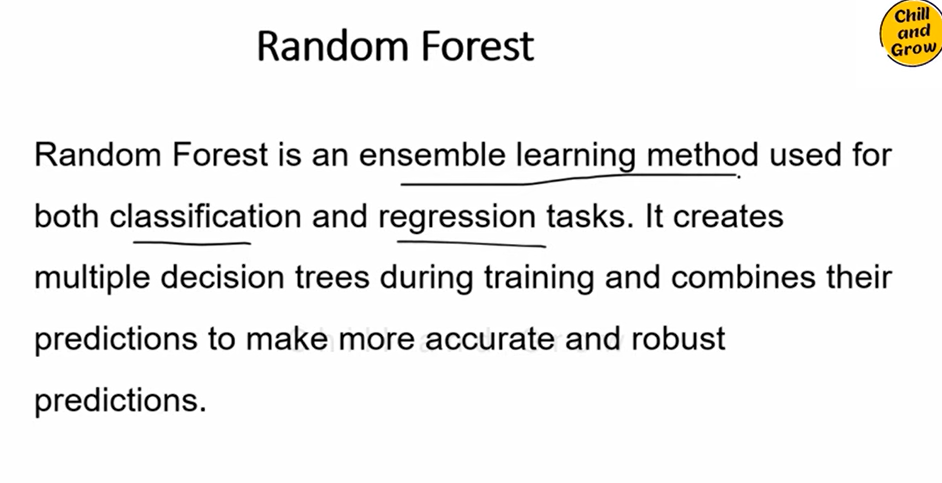 Random Forest
Chill
and
Grow
Random Forest is an ensemble learning method used for
both classification and regression tasks. It creates
multiple decision trees during training and combines their
predictions to make more accurate and robust
predictions.